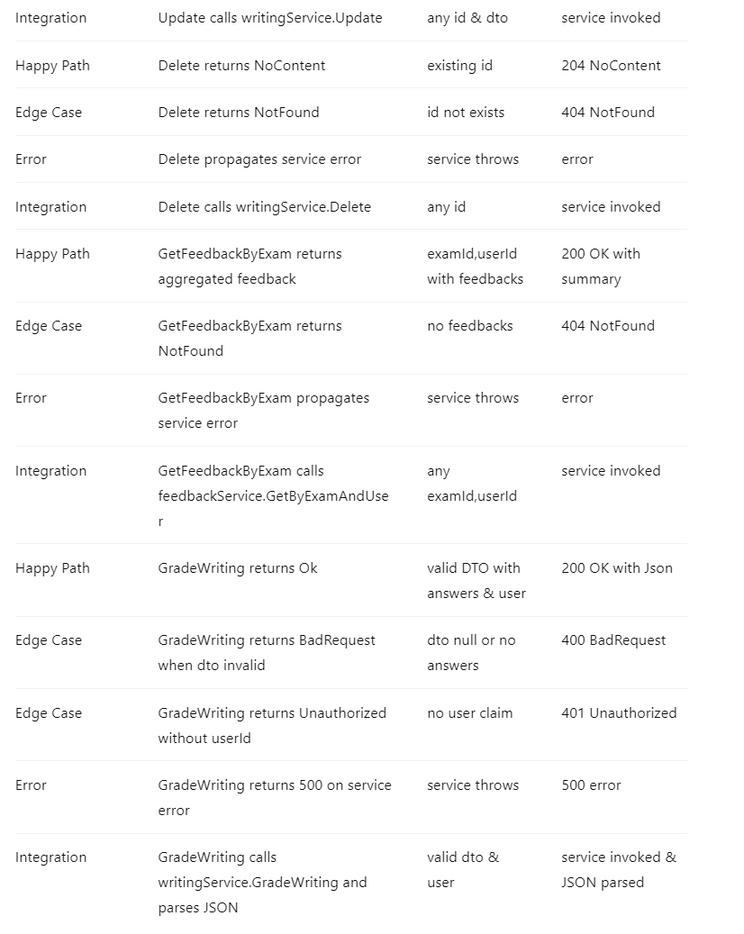 Integration Update calls writingService.Update any id & dto service invoked
Happy Path Delete returns NoContent existing id 204 NoContent
Edge Case Delete returns NotFound id not exists 404 NotFound
Error Delete propagates service error service throws error
Integration Delete calls writingService.Delete any id service invoked
Happy Path GetFeedbackByExam returns examId,userId 200 OK with
aggregated feedback with feedbacks summary
Edge Case GetFeedbackByExam returns no feedbacks 404 NotFound
NotFound
Error GetFeedbackByExam propagates service throws error
service error
Integration GetFeedbackByExam calls any service invoked
feedbackService.GetByExamAndUse examId,userId
r
Happy Path GradeWriting returns Ok valid DTO with 200 OK with Json
answers & user
Edge Case GradeWriting returns BadRequest dto null or no 400 BadRequest
when dto invalid answers
Edge Case GradeWriting returns Unauthorized no user claim 401 Unauthorized
without userId
Error GradeWriting returns 500 on service service throws 500 error
error
Integration GradeWriting calls valid dto & service invoked &
writingService.GradeWriting and user JSON parsed
parses JSON